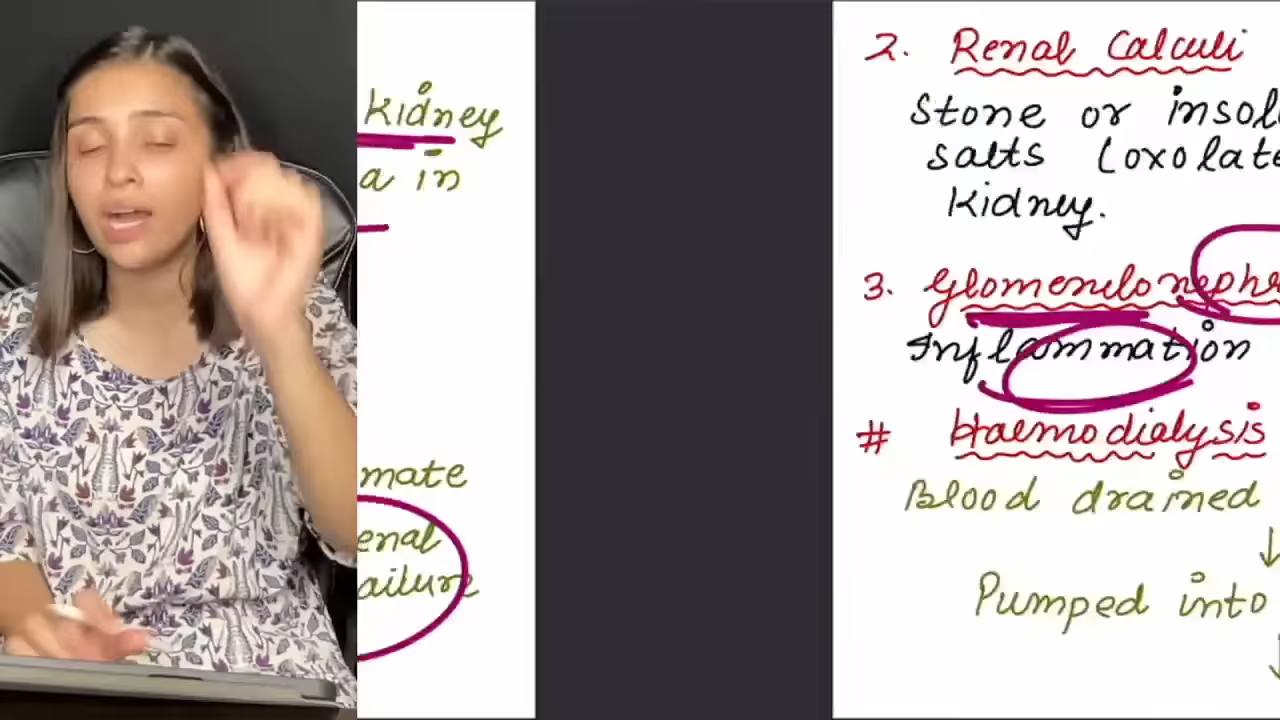 kidney
a in
mate
enal
ailure
2. Renal Calculi
Stone or insol
salts (oxolate
kidney.
3. Glomeruloneph
Inflammation
# Haemodialysis
Blood drained
↓
Pumped into
↓